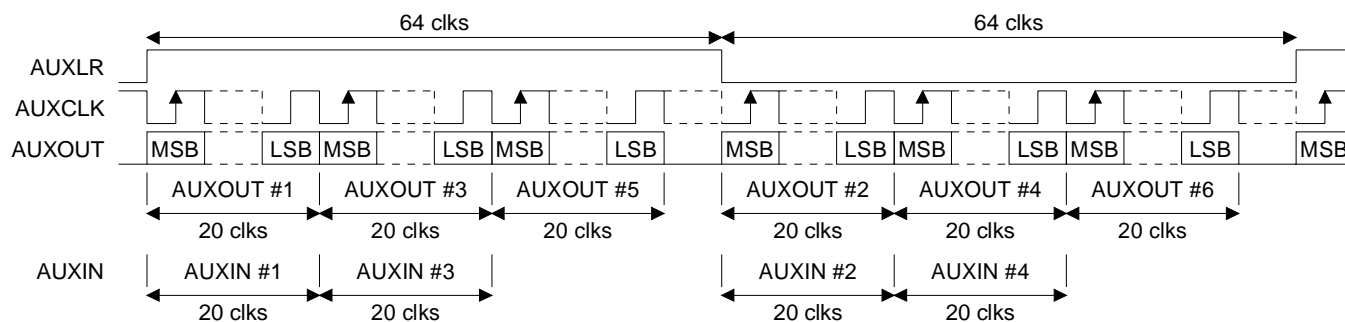 64 clks 64 clks
AUXLR
AUXCLK
AUXOUT MSB LSB MSB LSB MSB LSB MSB LSB MSB LSB MSB LSB MSB
AUXOUT #1 AUXOUT #3 AUXOUT #5 AUXOUT #2 AUXOUT #4 AUXOUT #6
20 clks 20 clks 20 clks 20 clks 20 clks 20 clks
AUXIN AUXIN #1 AUXIN #3 AUXIN #2 AUXIN #4
20 clks 20 clks 20 clks 20 clks